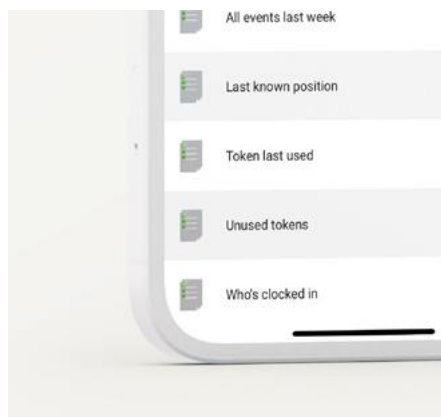 All events last week
Last known position
Token last used
Unused tokens
Who's clocked in